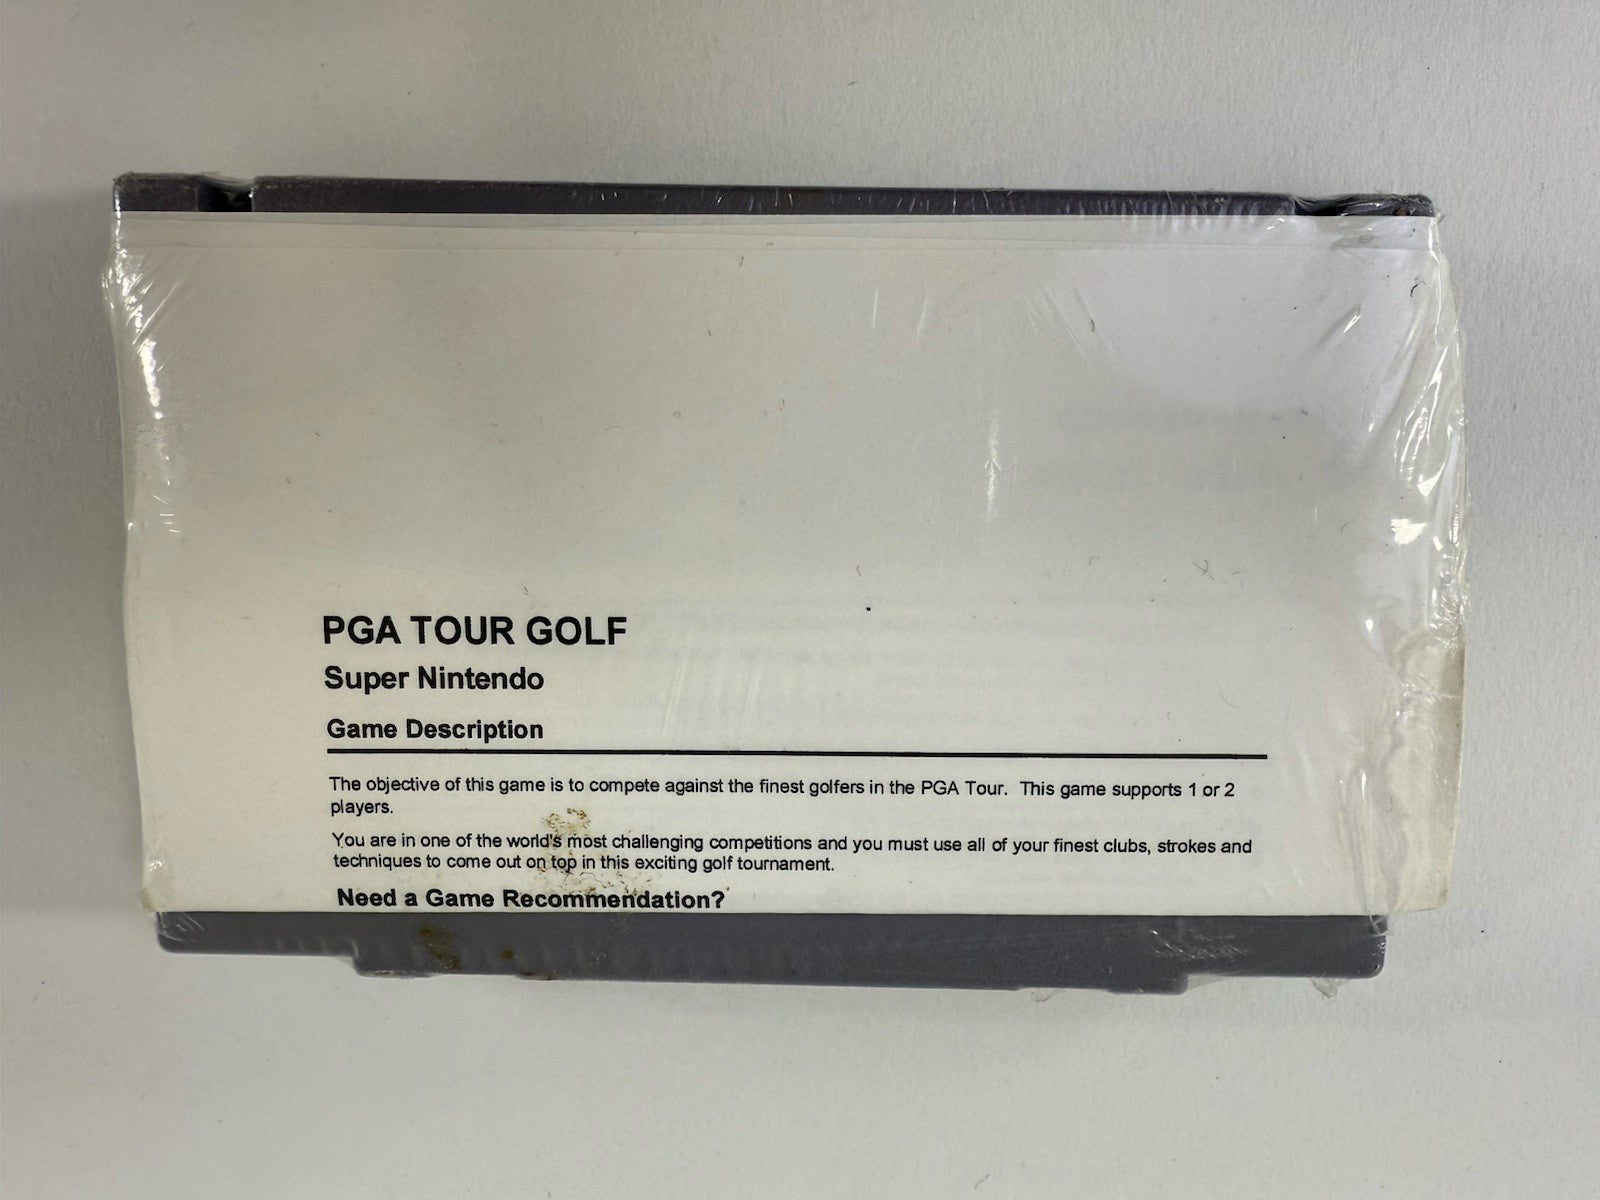 PGA TOUR GOLF
Super Nintendo
Game Description
The objective of this game is to compete against the finest golfers in the PGA Tour.  This game supports 1 or 2
players.
You are in one of the world's most challenging competitions and you must use all of your finest clubs, strokes and
techniques to come out on top in this exciting golf tournament.
Need a Game Recommendation?